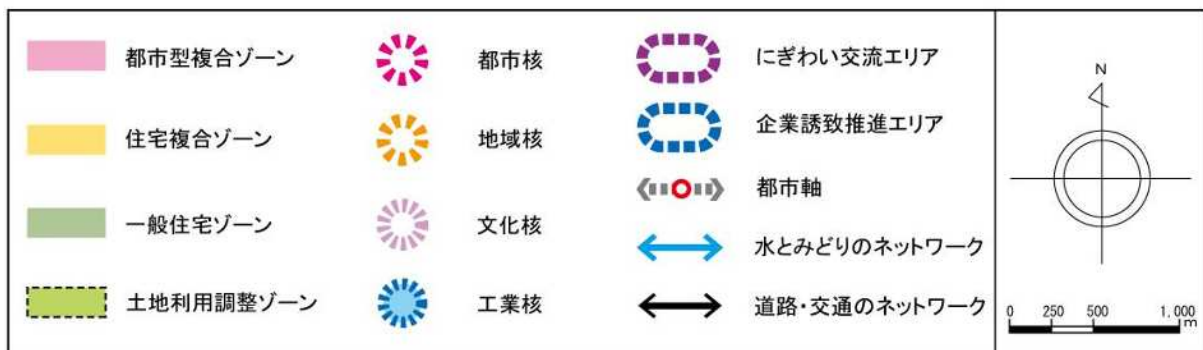 都市型複合ゾーン
住宅複合ゾーン
一般住宅ゾーン
土地利用調整ゾーン
都市核
地域核
文化核
工業核
にぎわい交流エリア
企業誘致推進エリア
都市軸
水とみどりのネットワーク
道路・交通のネットワーク
N
0 250 500 1,000
m